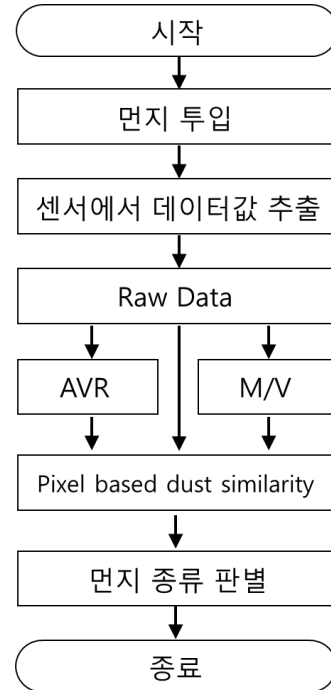 시작
먼지 투입
센서에서 데이터값 추출
Raw Data
AVR
M/V
Pixel based dust similarity
먼지 종류 판별
종료